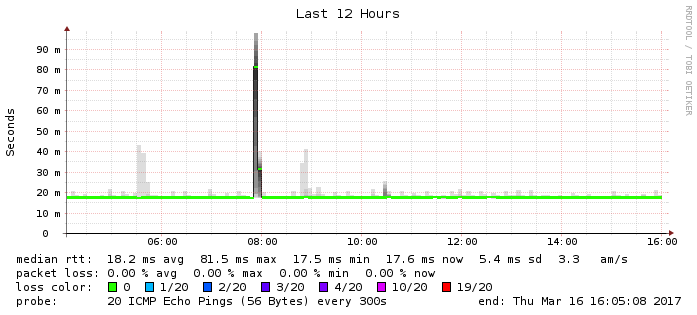 Last 12 Hours
RRDTOOL / TOBI OETIKER
Seconds
90 m
80 m
70 m
60 m
50 m
40 m
30 m
20 m
10 m
0
06:00 08:00 10:00 12:00 14:00 16:00
median rtt: 18.2 ms avg 81.5 ms max 17.5 ms min 17.6 ms now 5.4 ms sd 3.3 am/s
packet loss: 0.00 % avg 0.00 % max 0.00 % min 0.00 % now
loss color: 0 1/20 2/20 3/20 4/20 10/20 19/20
probe: 20 ICMP Echo Pings (56 Bytes) every 300s end: Thu Mar 16 16:05:08 2017